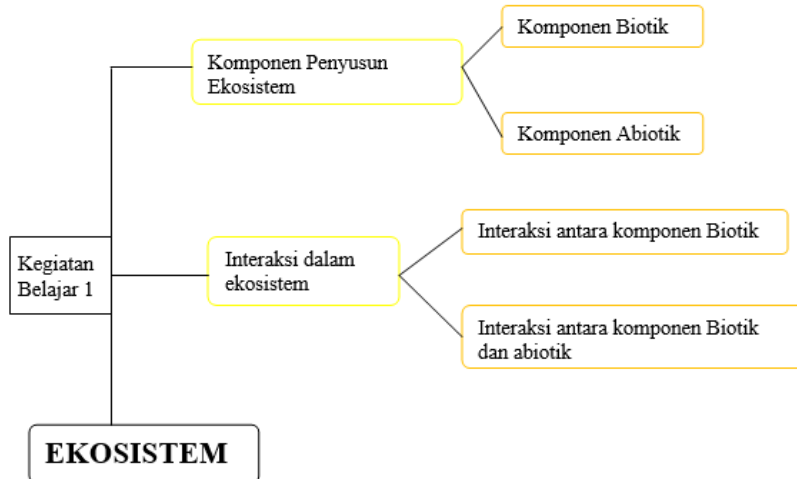 Komponen Biotik
Komponen Penyusun
Ekosistem
Komponen Abiotik
Kegiatan
Belajar 1
Interaksi dalam
ekosistem
Interaksi antara komponen Biotik
Interaksi antara komponen Biotik
dan abiotik
EKOSISTEM